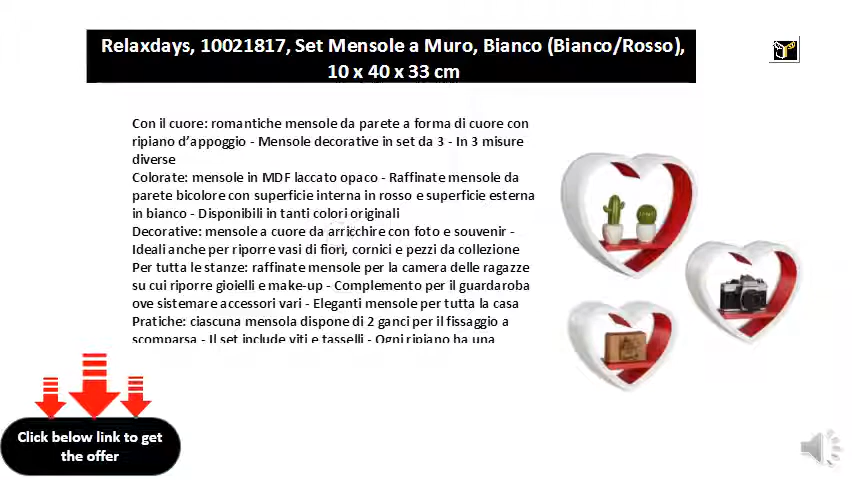 Relaxdays, 10021817, Set Mensole a Muro, Bianco (Bianco/Rosso),
10 x 40 x 33 cm
Con il cuore: romantiche mensole da parete a forma di cuore con
ripiano d’appoggio - Mensole decorative in set da 3 - In 3 misure
diverse
Colorate: mensole in MDF laccato opaco - Raffinate mensole da
parete bicolore con superficie interna in rosso e superficie esterna
in bianco - Disponibili in tanti colori originali
Decorative: mensole a cuore da arricchire con foto e souvenir -
Ideali anche per riporre vasi di fiori, cornici e pezzi da collezione
Per tutta le stanze: raffinate mensole per la camera delle ragazze
su cui riporre gioielli e make-up - Complemento per il guardaroba
ove sistemare accessori vari - Eleganti mensole per tutta la casa
Pratiche: ciascuna mensola dispone di 2 ganci per il fissaggio a
scomparsa - Il set include viti e tasselli - Ogni ripiano ha una
Click below link to get
the offer